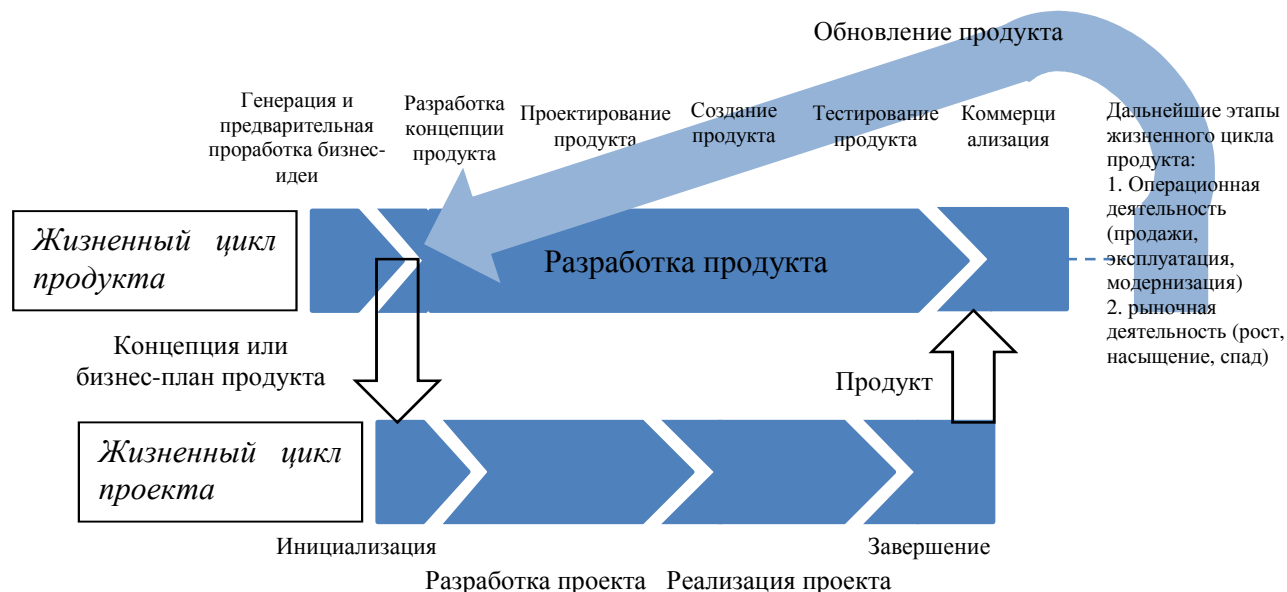 Обновление продукта
Генерация и
предварительная
проработка бизнес-
идеи
Разработка
концепции
продукта
Проектирование
продукта
Создание
продукта
Тестирование
продукта
Коммерци
ализация
Дальнейшие этапы
жизненного цикла
продукта:
1. Операционная
деятельность
(продажи,
эксплуатация,
модернизация)
2. рыночная
деятельность (рост,
насыщение, спад)
Жизненный цикл
продукта
Разработка продукта
Концепция или
бизнес-план продукта
Продукт
Жизненный цикл
проекта
Инициализация
Завершение
Разработка проекта
Реализация проекта